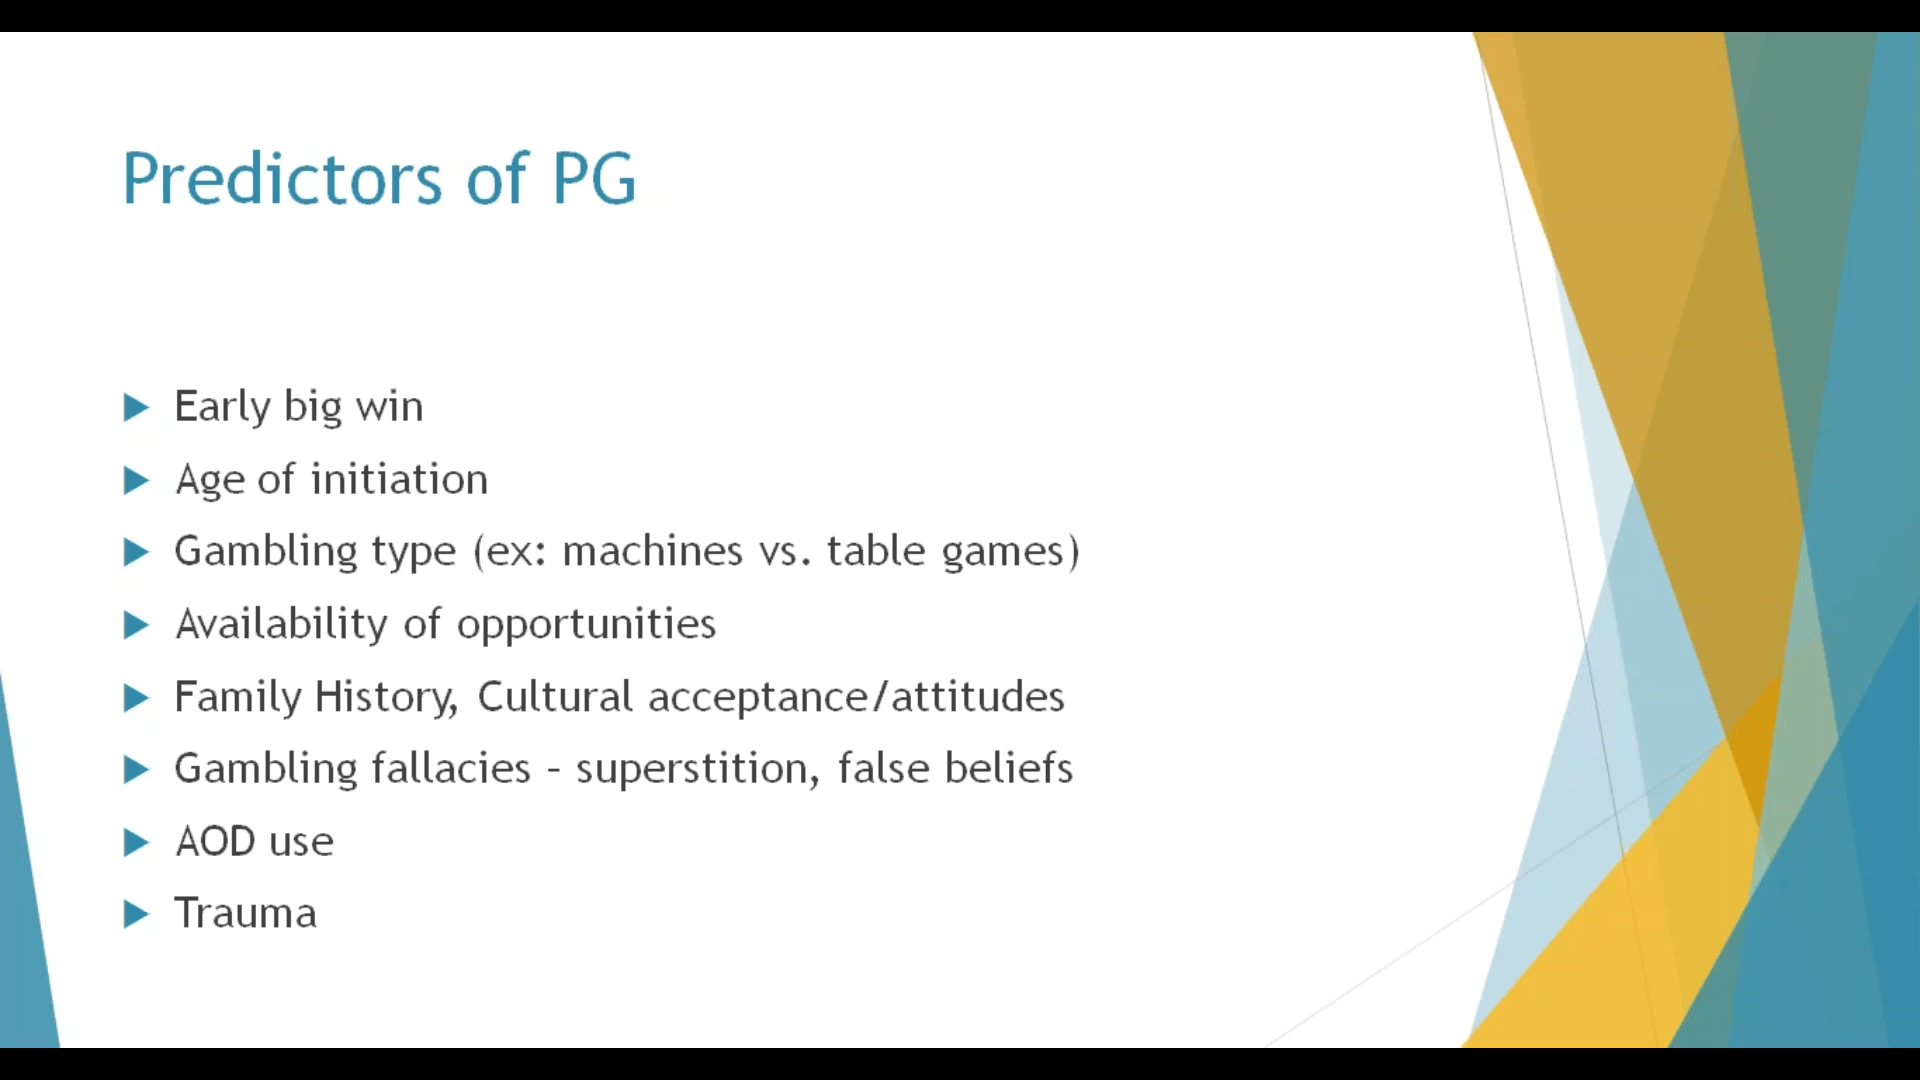 Predictors of PG
Early big win
Age of initiation
Gambling type (ex: machines vs. table games)
Availability of opportunities
Family History, Cultural acceptance/attitudes
Gambling fallacies - superstition, false beliefs
AOD use
Trauma